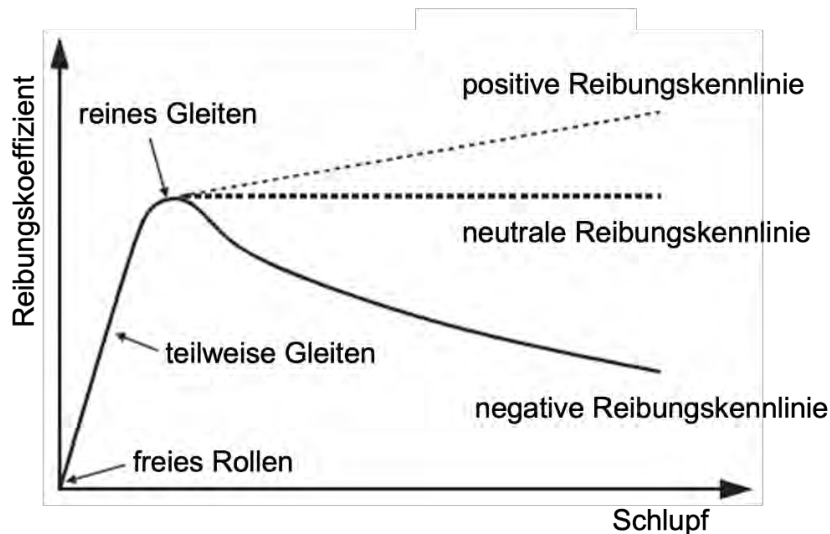 positive Reibungskennlinie
reines Gleiten
neutrale Reibungskennlinie
Reibungskoeffizient
teilweise Gleiten
negative Reibungskennlinie
freies Rollen
Schlupf